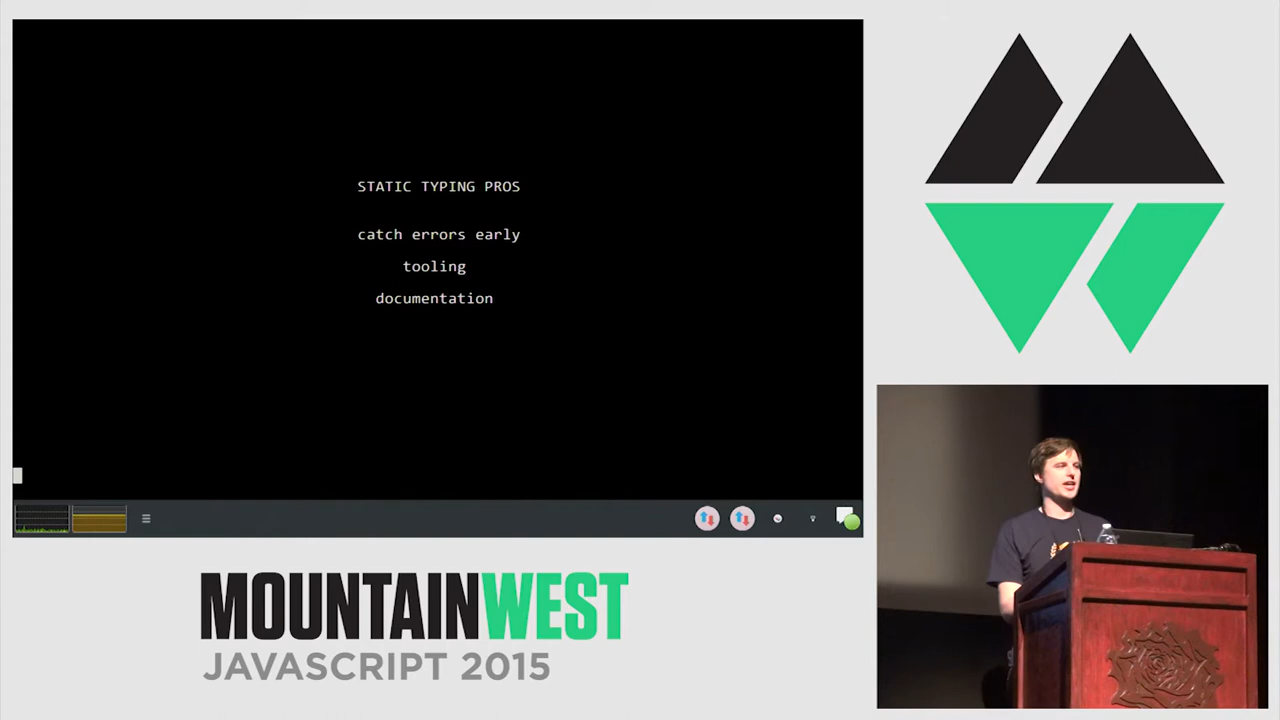 STATIC TYPING PROS
catch errors early
tooling
documentation
MOUNTAINWEST
JAVASCRIPT 2015